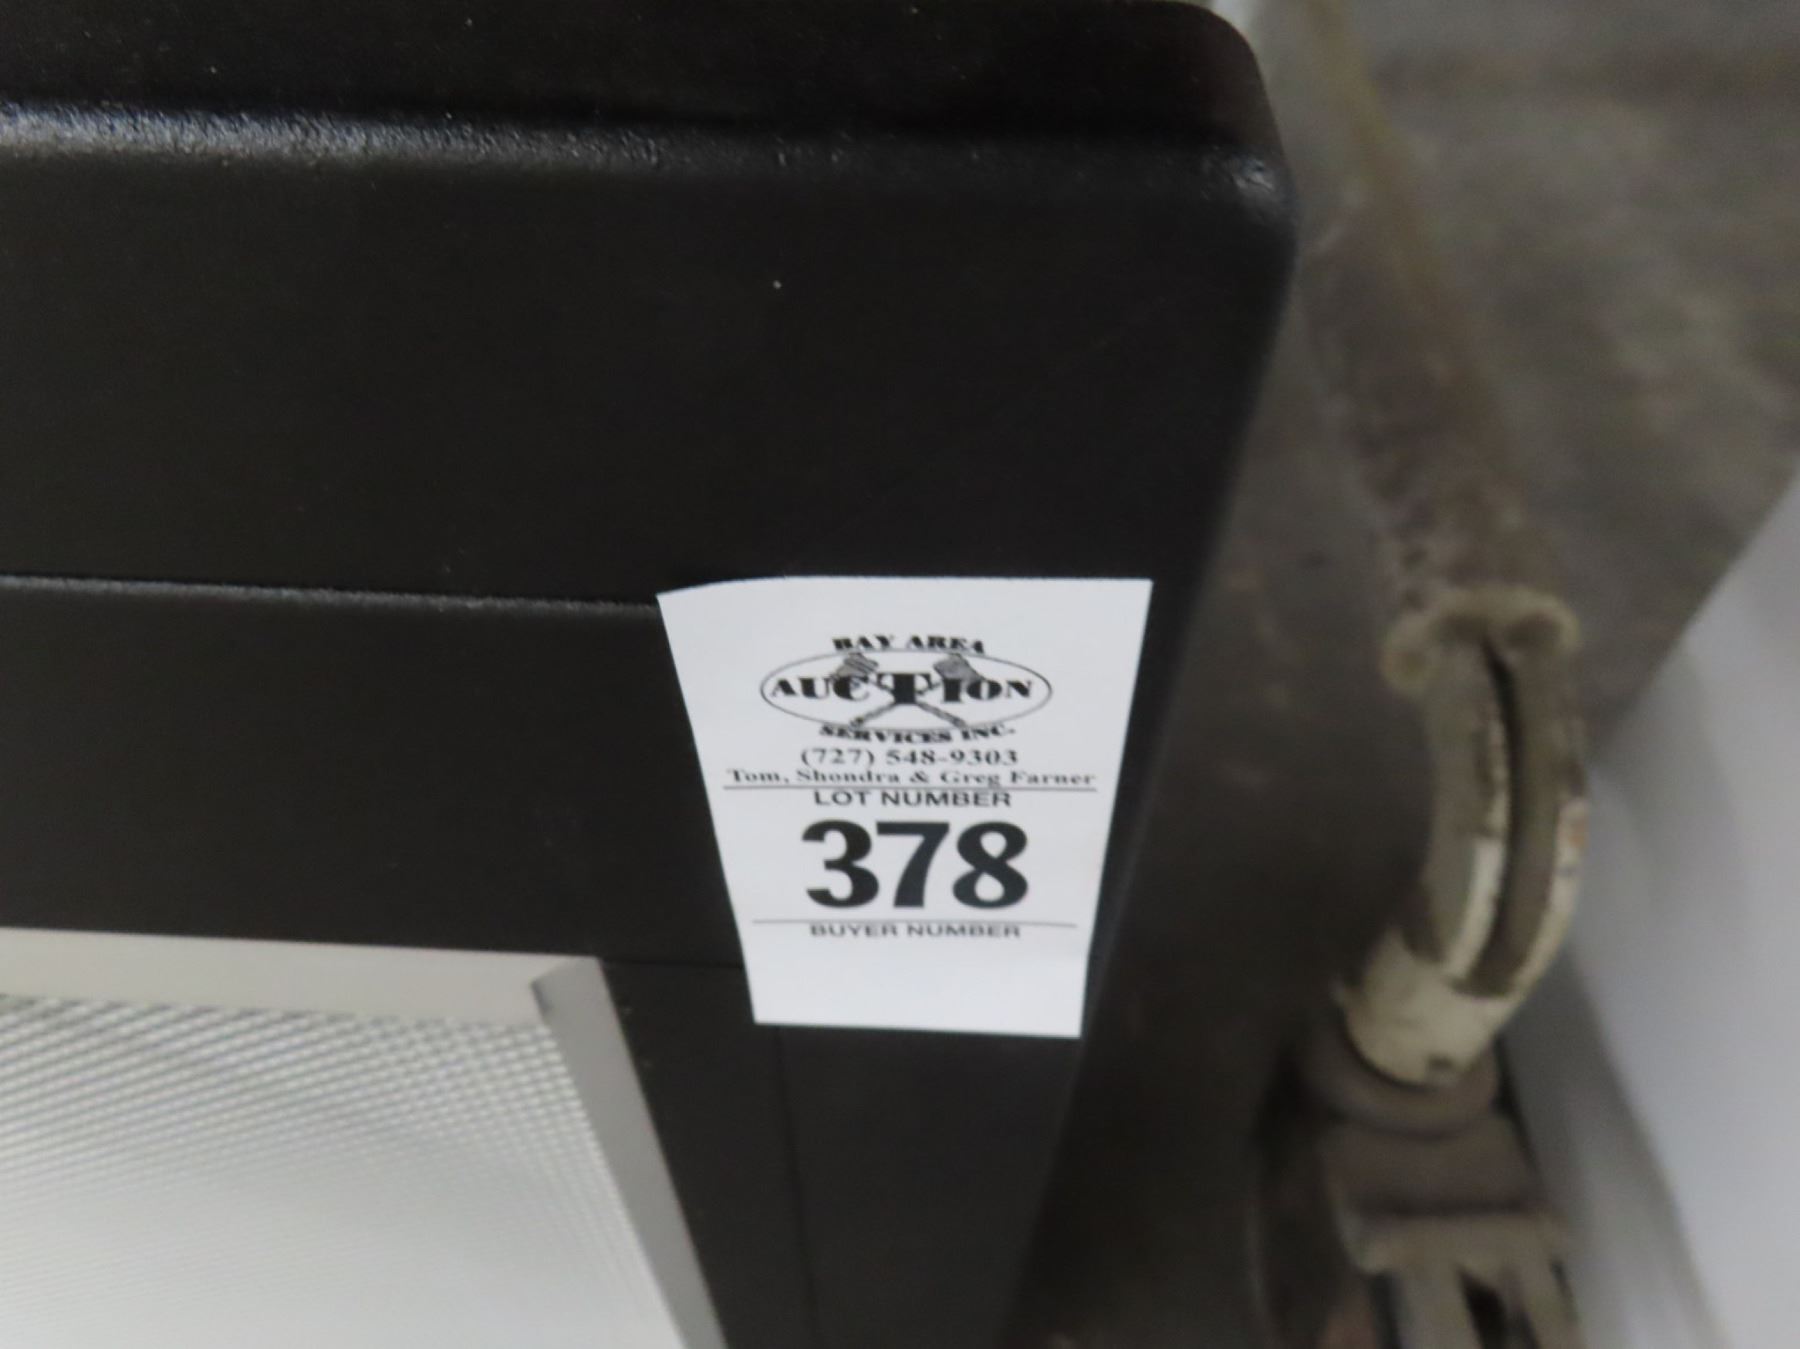 BAY AREA
AUCTION
SERVICES INC.
(727) 548-9303
Tom, Shondra & Greg Farner
LOT NUMBER
378
BUYER NUMBER